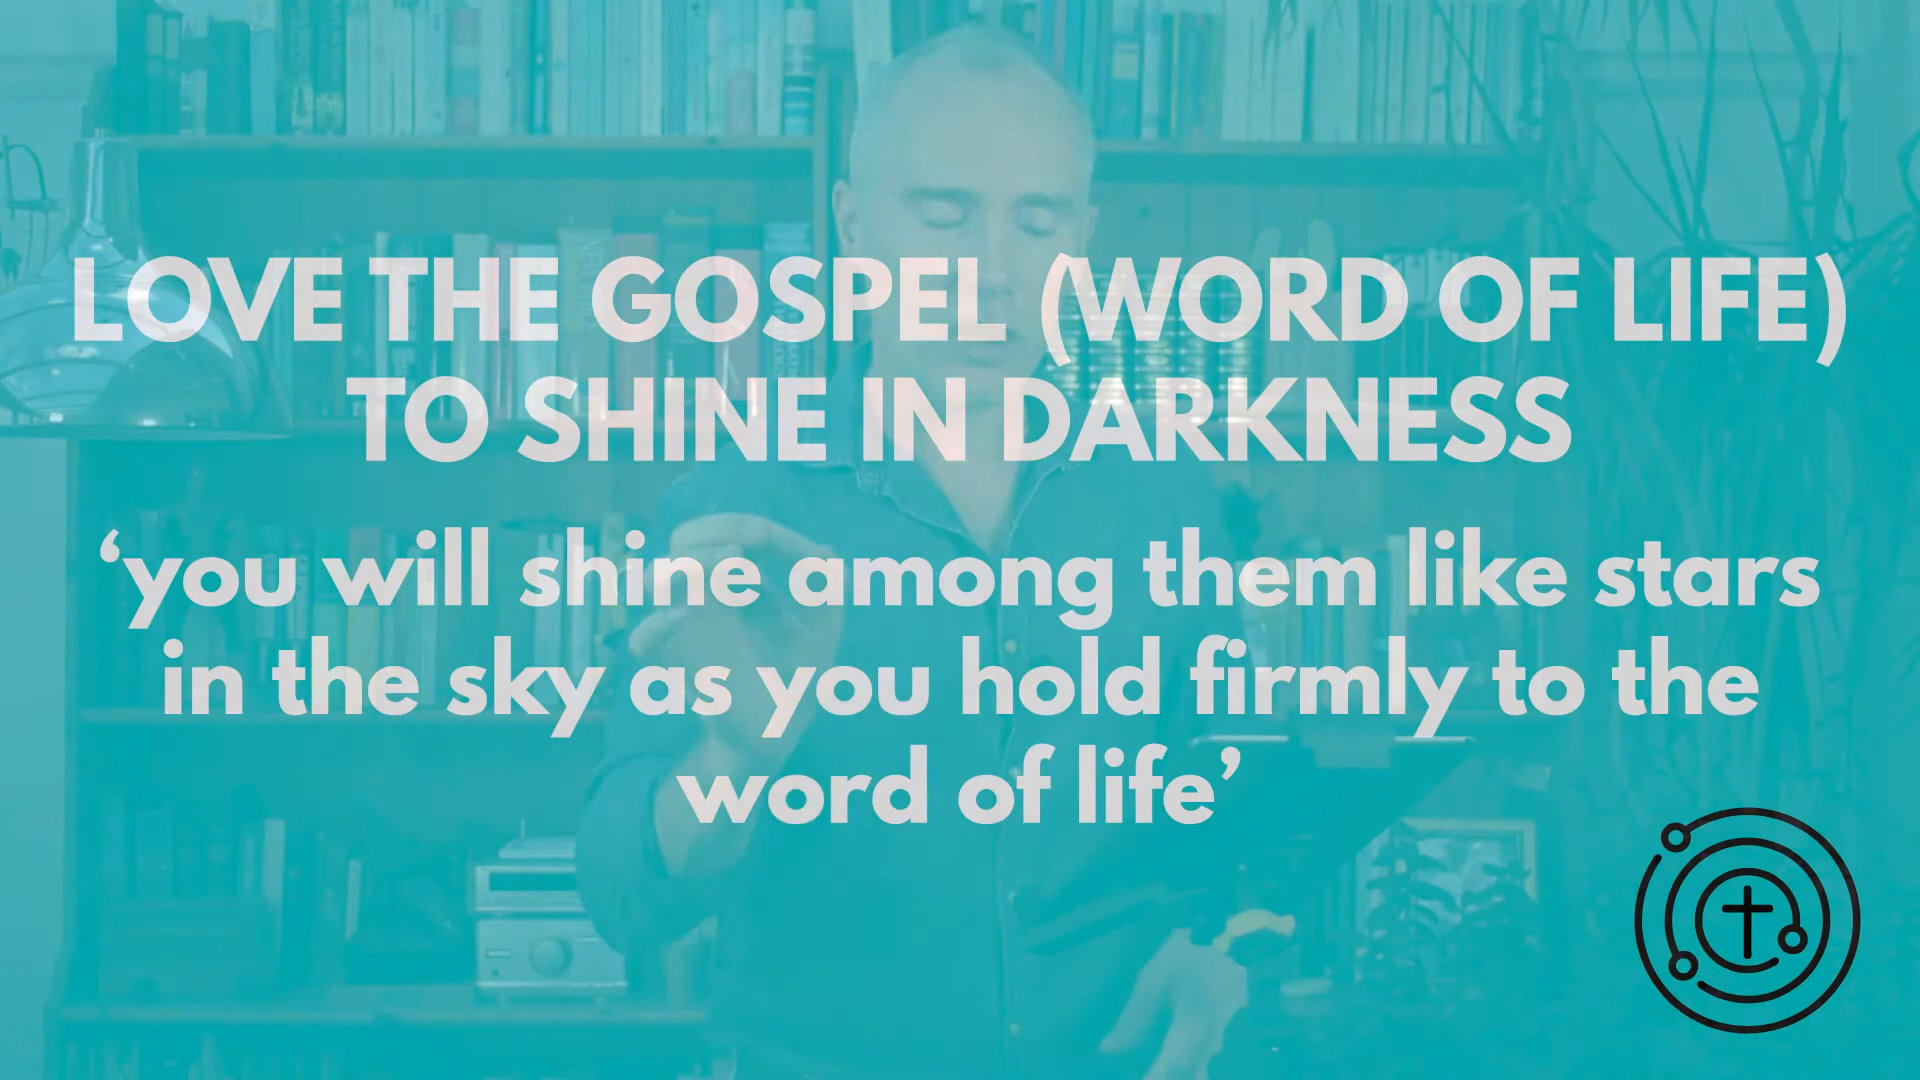 LOVE THE GOSPEL (WORD OF LIFE)
TO SHINE IN DARKNESS
‘you will shine among them like stars
in the sky as you hold firmly to the
word of life’